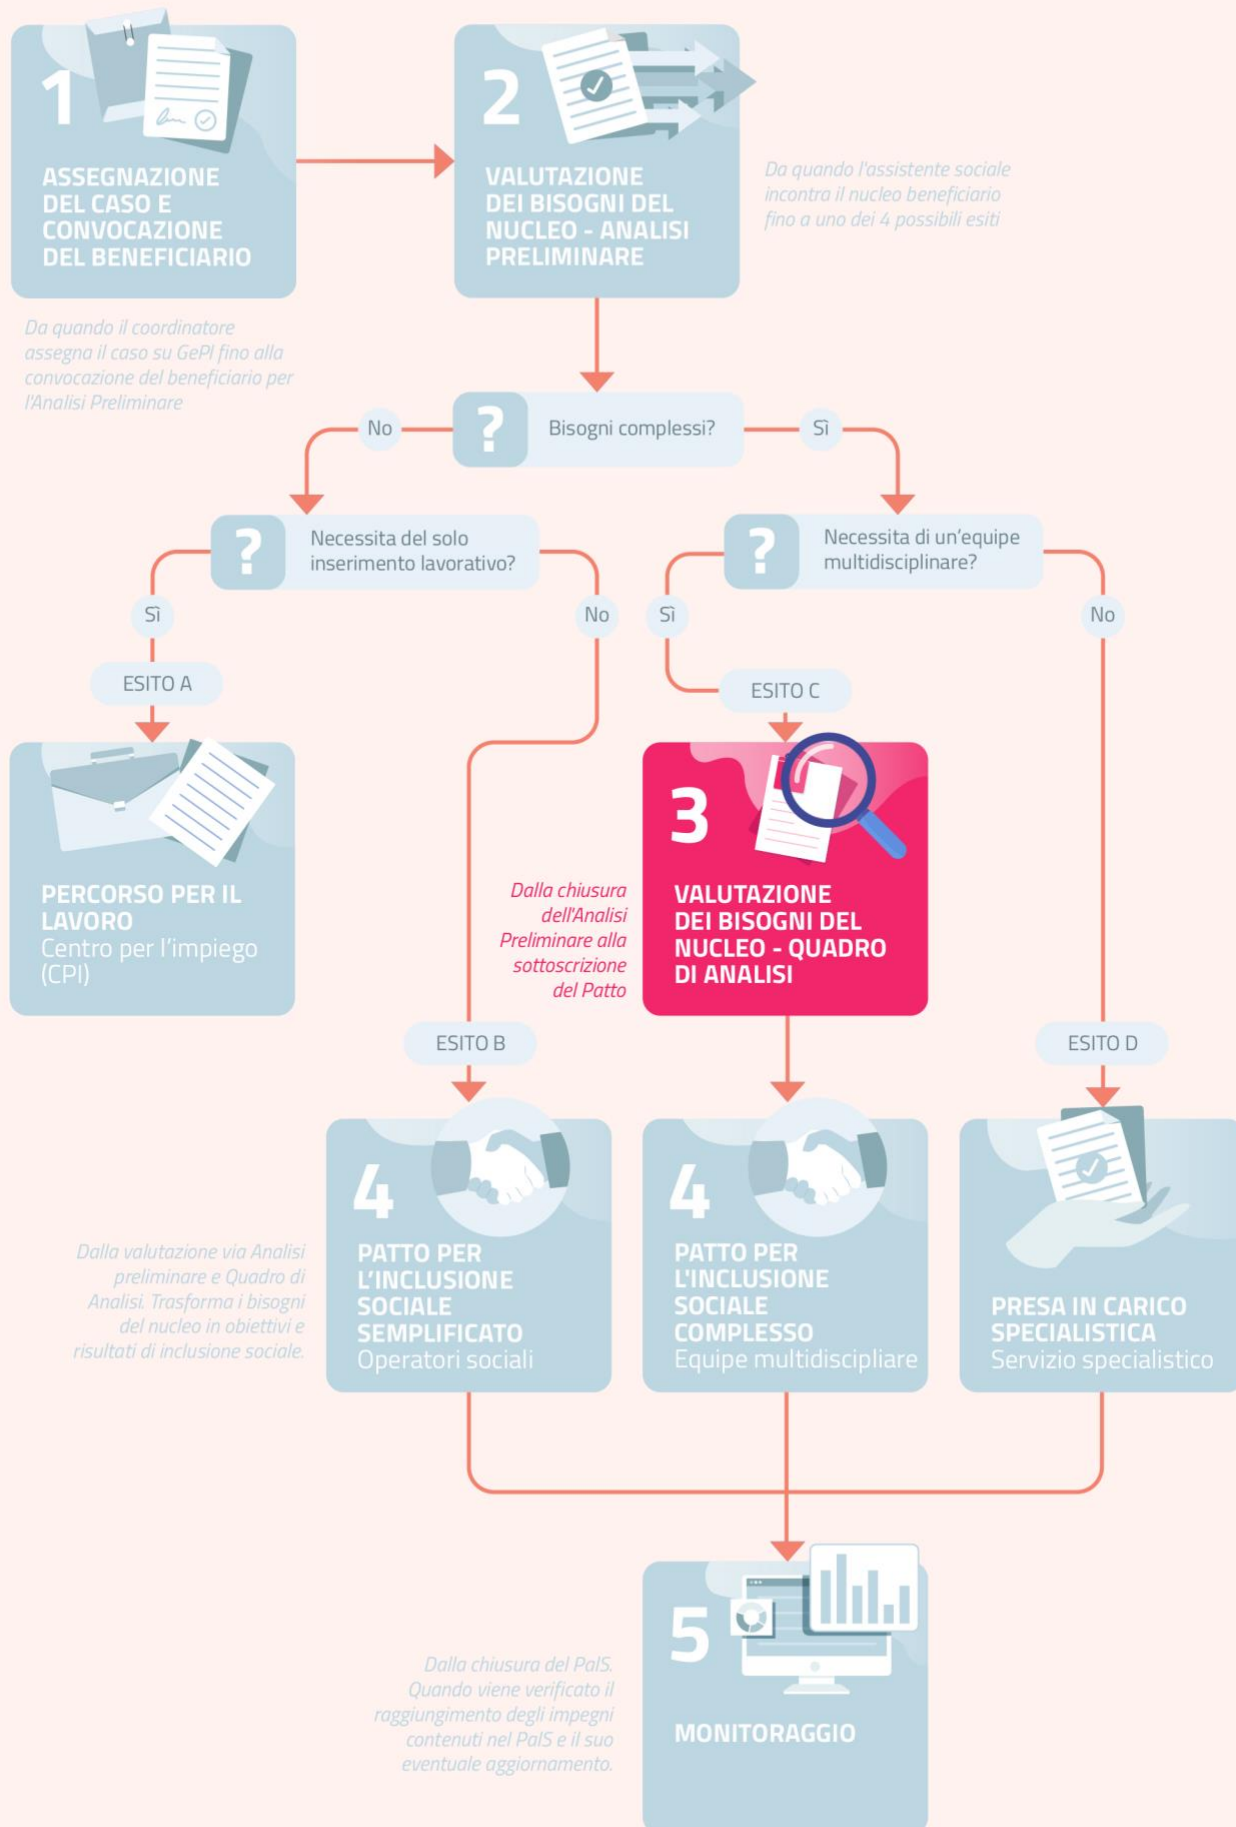 1
ASSEGNAZIONE
DEL CASO E
CONVOCAZIONE
DEL BENEFICIARIO
Da quando il coordinatore
assegna il caso su GePI fino alla
convocazione del beneficiario per
l'Analisi Preliminare
2
VALUTAZIONE
DEI BISOGNI DEL
NUCLEO - ANALISI
PRELIMINARE
Da quando l'assistente sociale
incontra il nucleo beneficiario
fino a uno dei 4 possibili esiti
No
?
Bisogni complessi?
Sì
?
Necessita del solo
inserimento lavorativo?
?
Necessita di un'equipe
multidisciplinare?
Sì
No
Sì
No
ESITO A
ESITO C
PERCORSO PER IL
LAVORO
Centro per l'impiego
(CPI)
Dalla chiusura
dell'Analisi
Preliminare alla
sottoscrizione
del Patto
3
VALUTAZIONE
DEI BISOGNI DEL
NUCLEO - QUADRO
DI ANALISI
ESITO B
ESITO D
Dalla valutazione via Analisi
preliminare e Quadro di
Analisi. Trasforma i bisogni
del nucleo in obiettivi e
risultati di inclusione sociale.
4
PATTO PER
L'INCLUSIONE
SOCIALE
SEMPLIFICATO
Operatori sociali
4
PATTO PER
L'INCLUSIONE
SOCIALE
COMPLESSO
Equipe multidiscipliare
PRESA IN CARICO
SPECIALISTICA
Servizio specialistico
Dalla chiusura del PaIS.
Quando viene verificato il
raggiungimento degli impegni
contenuti nel PaIS e il suo
eventuale aggiornamento.
5
MONITORAGGIO